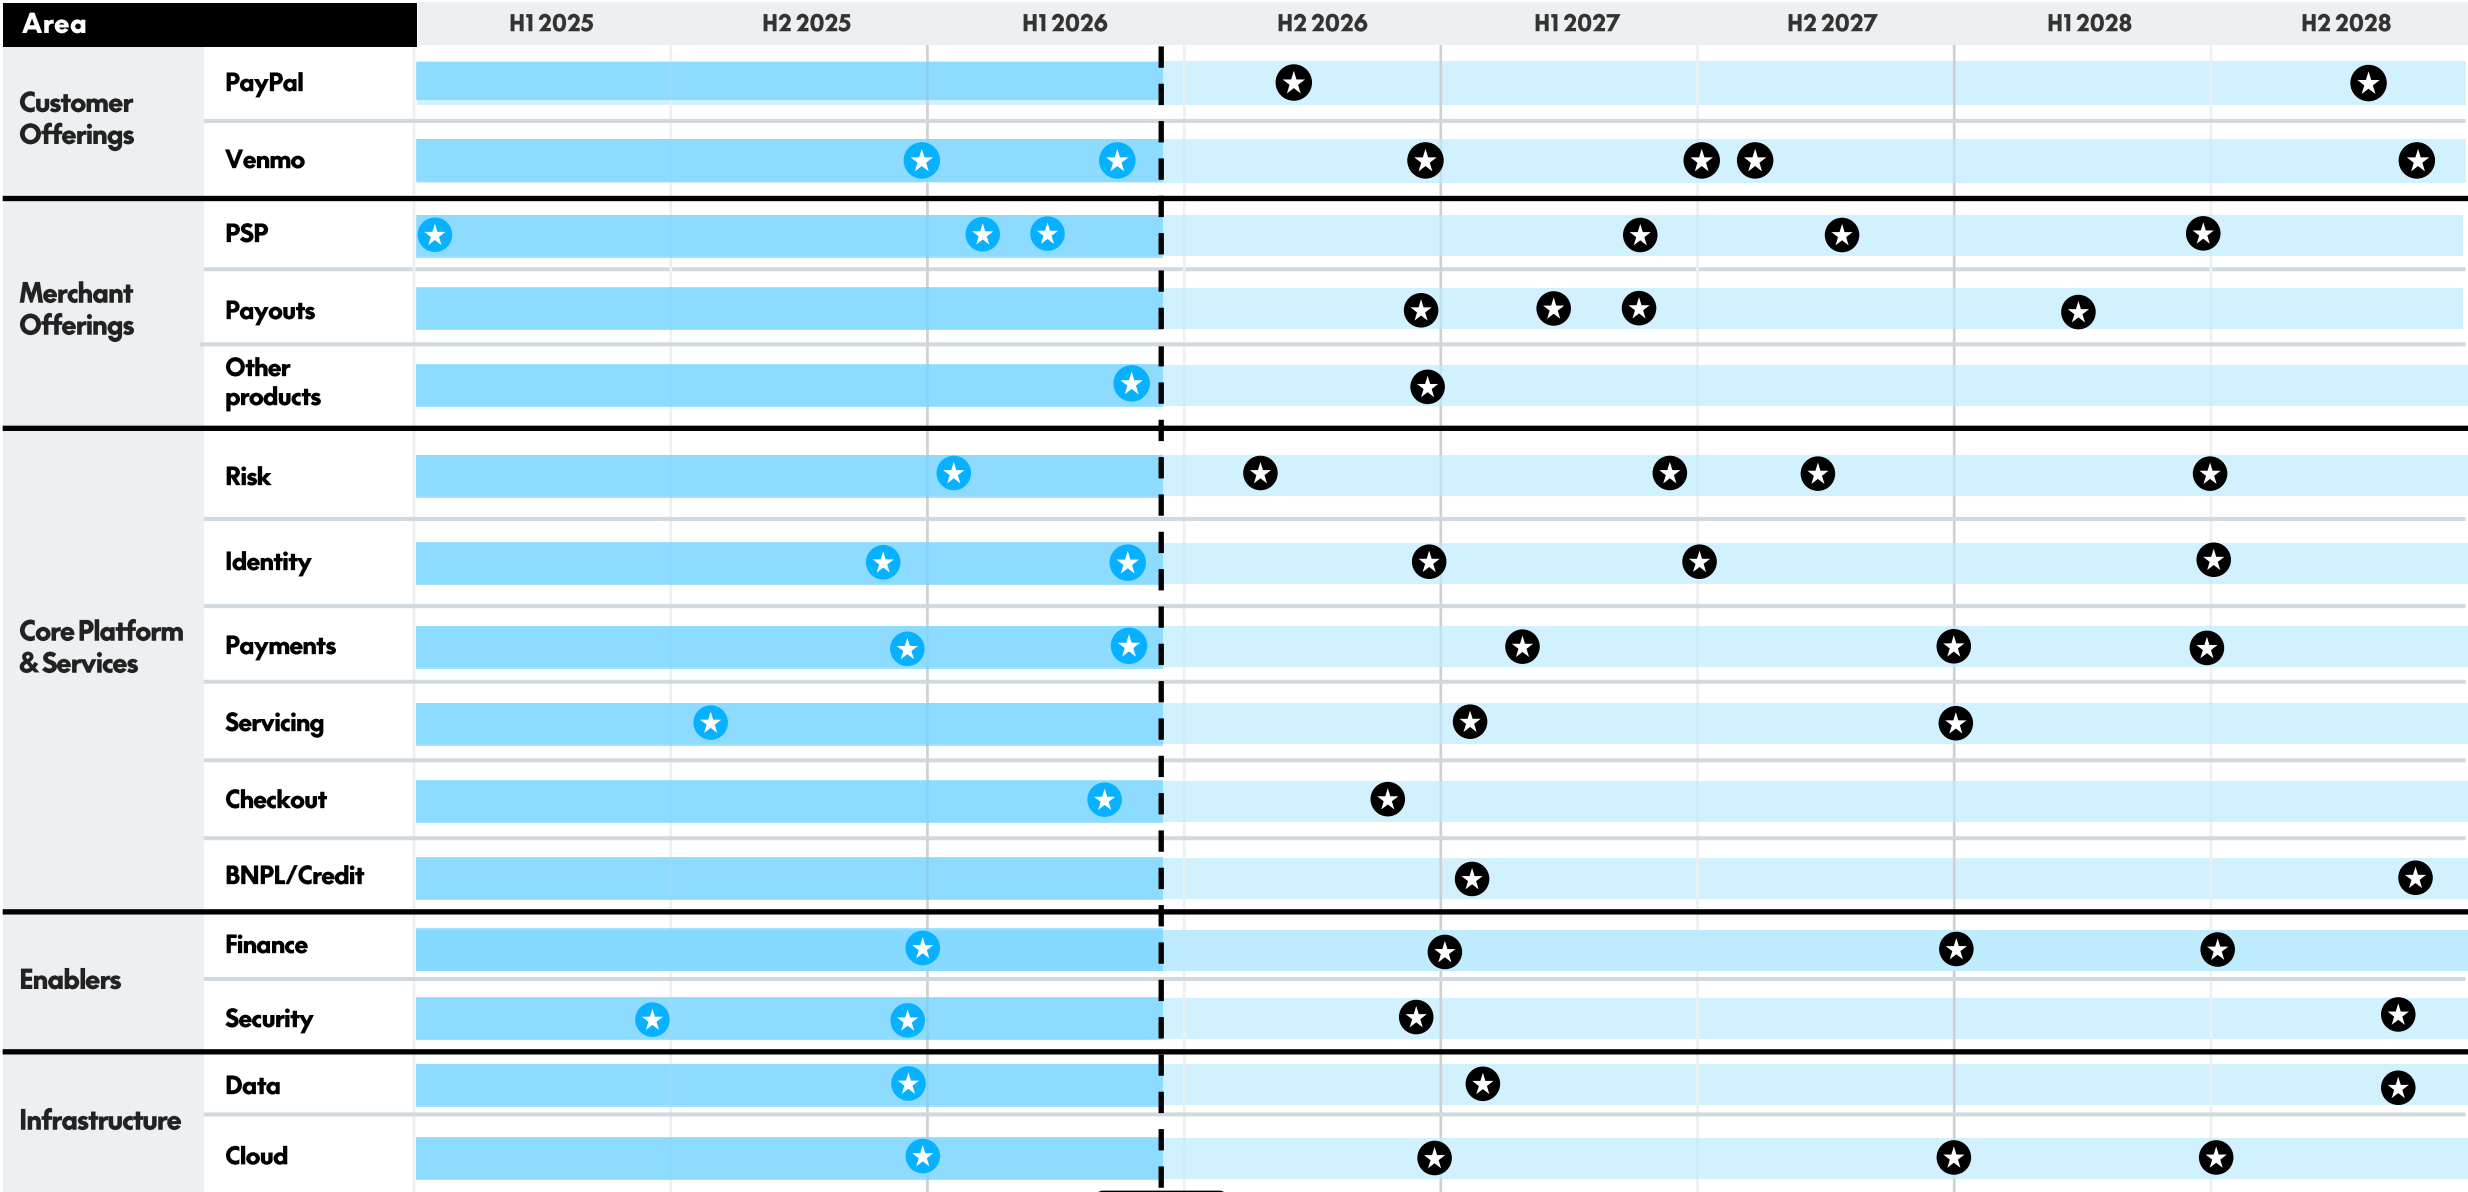 Area
H1 2025
H2 2025
H1 2026
H2 2026
H1 2027
H2 2027
H1 2028
H2 2028
Customer
Offerings
PayPal
Venmo
Merchant
Offerings
PSP
Payouts
Other
products
Core Platform
& Services
Risk
Identity
Payments
Servicing
Checkout
BNPL/Credit
Enablers
Finance
Security
Infrastructure
Data
Cloud